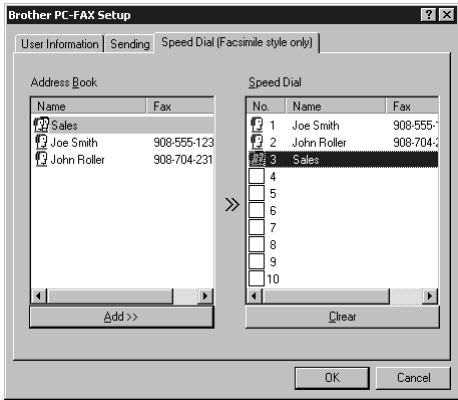 Brother PC-FAX Setup
User Information Sending Speed Dial (Facsimile style only)
Address Book
Name Fax
Sales
Joe Smith 908-555-123
John Roller 908-704-231
Add >>
Speed Dial
No. Name Fax
1 Joe Smith 908-555-
2 John Roller 908-704-
3 Sales
4
5
6
7
8
9
10
Clrear
OK Cancel